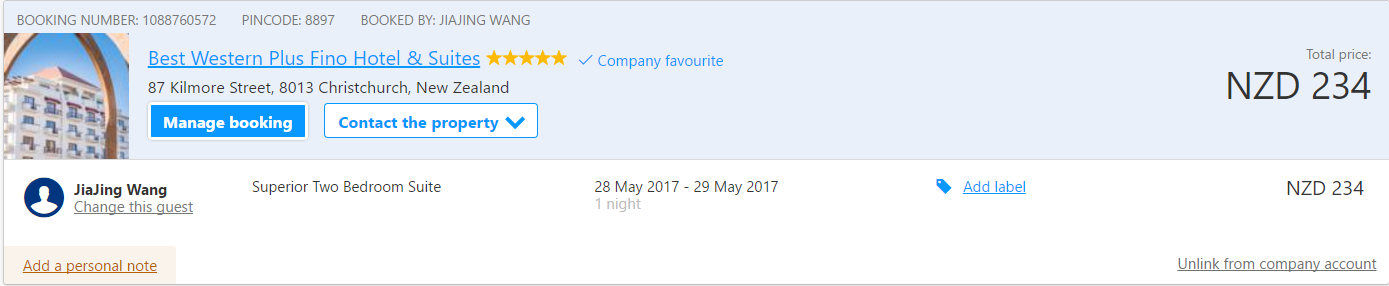 BOOKING NUMBER: 1088760572 PINCODE: 8897 BOOKED BY: JIAJING WANG
Best Western Plus Fino Hotel & Suites Company favourite
Total price:
87 Kilmore Street, 8013 Christchurch, New Zealand
NZD 234
Manage booking Contact the property
JiaJing Wang Superior Two Bedroom Suite 28 May 2017 - 29 May 2017 Add label NZD 234
Change this guest 1 night
Add a personal note Unlink from company account